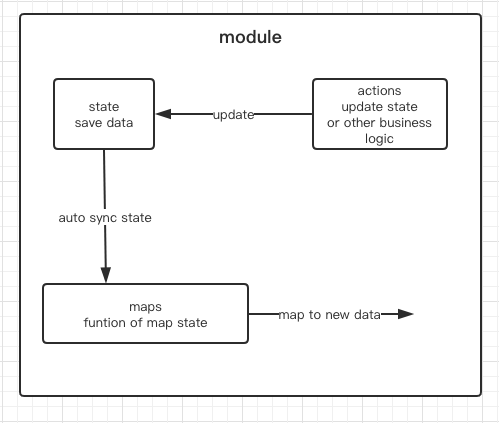 module
state
save data
update
actions
update state
or other business
logic
auto sync state
maps
funtion of map state
map to new data